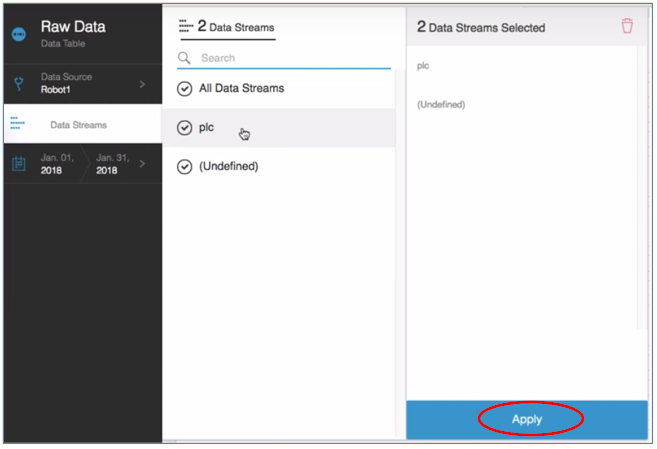 Raw Data
Data Table
Data Source
Robot1
Data Streams
Jan. 01, Jan. 31,
2018 2018
2 Data Streams
Search
All Data Streams
plc
(Undefined)
2 Data Streams Selected
plc
(Undefined)
Apply